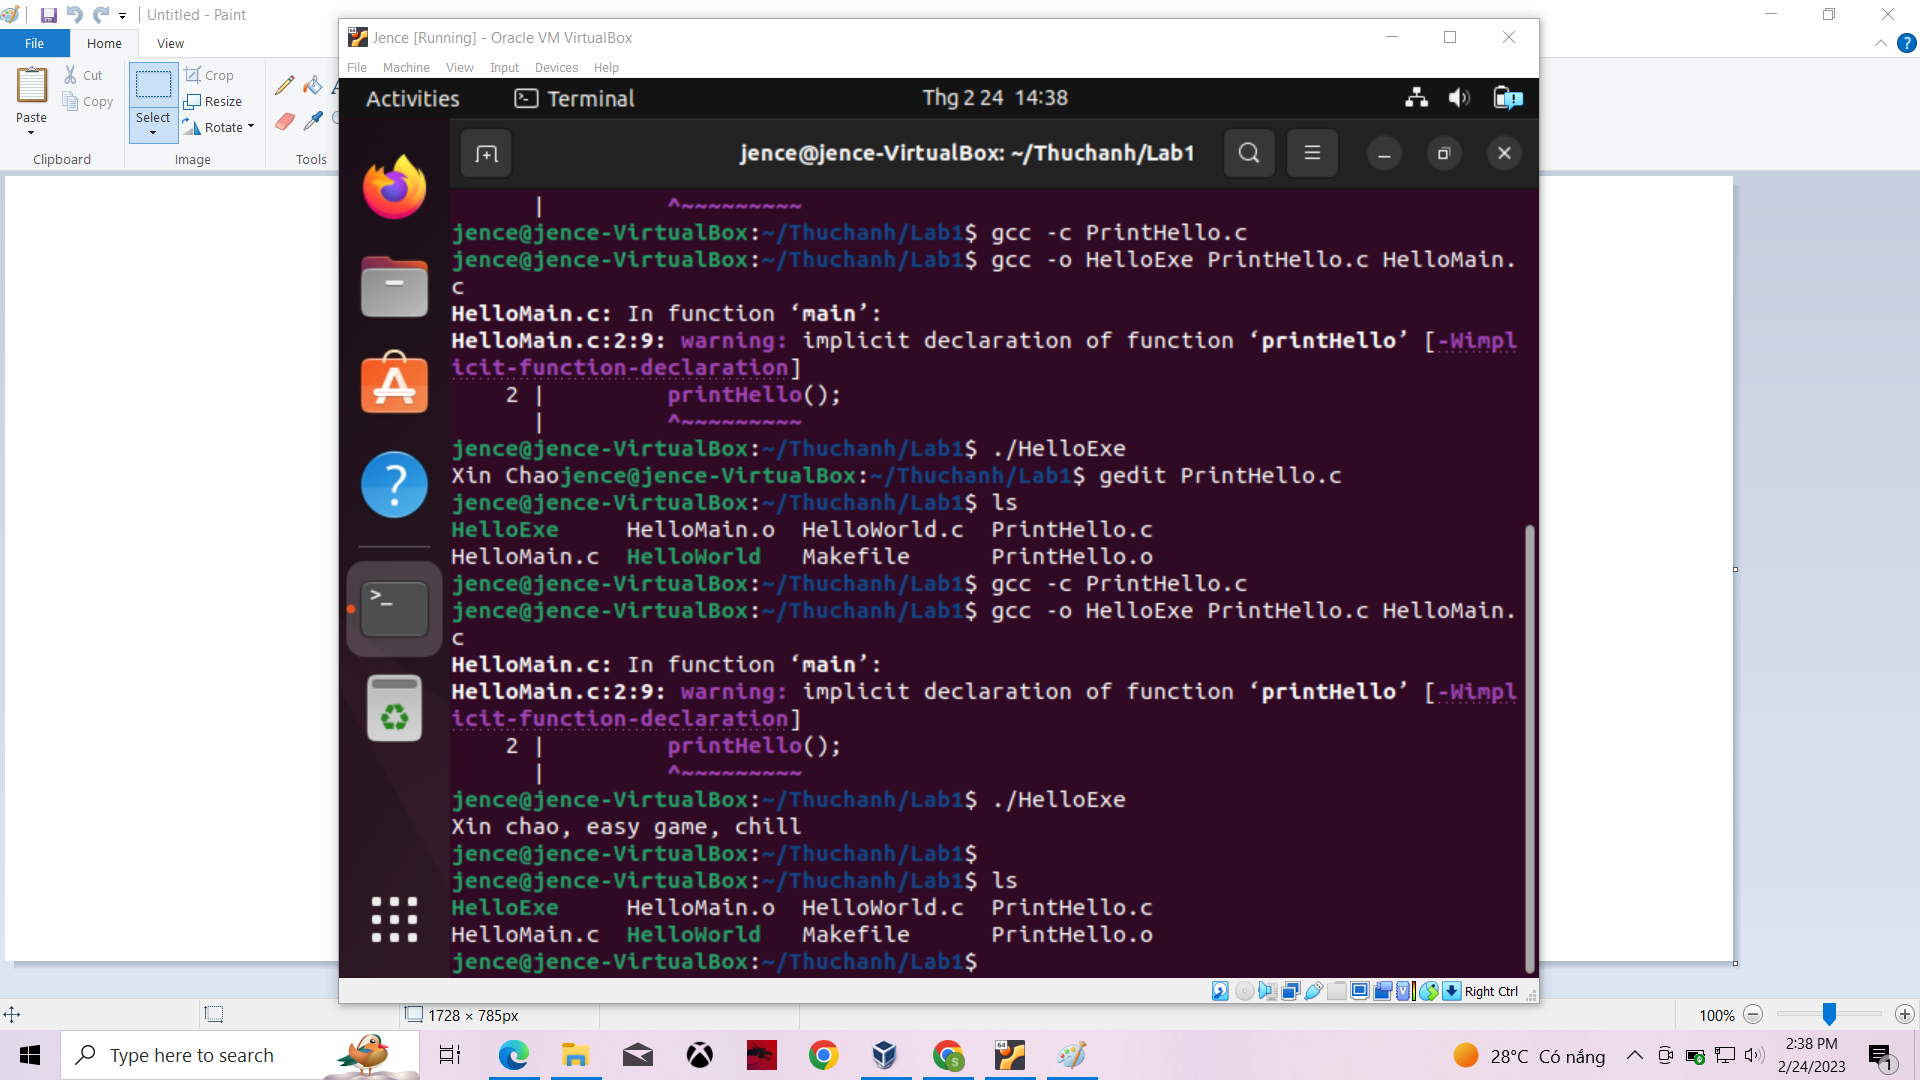 Untitled - Paint
File Home View
Paste
Cut
Copy
Clipboard
Select
Crop
Resize
Rotate
Image
Tools
Jence [Running] - Oracle VM VirtualBox
File Machine View Input Devices Help
Activities Terminal Thg 2 24 14:38
jence@jence-VirtualBox: ~/Thuchanh/Lab1
| ^~~~~~~~~~
jence@jence-VirtualBox:~/Thuchanh/Lab1$ gcc -c PrintHello.c
jence@jence-VirtualBox:~/Thuchanh/Lab1$ gcc -o HelloExe PrintHello.c HelloMain.
c
HelloMain.c: In function ‘main’:
HelloMain.c:2:9: warning: implicit declaration of function ‘printHello’ [-Wimpl
icit-function-declaration]
2 | printHello();
| ^~~~~~~~~~
jence@jence-VirtualBox:~/Thuchanh/Lab1$ ./HelloExe
Xin Chaojence@jence-VirtualBox:~/Thuchanh/Lab1$ gedit PrintHello.c
jence@jence-VirtualBox:~/Thuchanh/Lab1$ ls
HelloExe HelloMain.o HelloWorld.c PrintHello.c
HelloMain.c HelloWorld Makefile PrintHello.o
jence@jence-VirtualBox:~/Thuchanh/Lab1$ gcc -c PrintHello.c
jence@jence-VirtualBox:~/Thuchanh/Lab1$ gcc -o HelloExe PrintHello.c HelloMain.
c
HelloMain.c: In function ‘main’:
HelloMain.c:2:9: warning: implicit declaration of function ‘printHello’ [-Wimpl
icit-function-declaration]
2 | printHello();
| ^~~~~~~~~~
jence@jence-VirtualBox:~/Thuchanh/Lab1$ ./HelloExe
Xin chao, easy game, chill
jence@jence-VirtualBox:~/Thuchanh/Lab1$
jence@jence-VirtualBox:~/Thuchanh/Lab1$ ls
HelloExe HelloMain.o HelloWorld.c PrintHello.c
HelloMain.c HelloWorld Makefile PrintHello.o
jence@jence-VirtualBox:~/Thuchanh/Lab1$
Right Ctrl
1728 × 785px
100%
Type here to search
28°C Có nắng
2:38 PM
2/24/2023
1